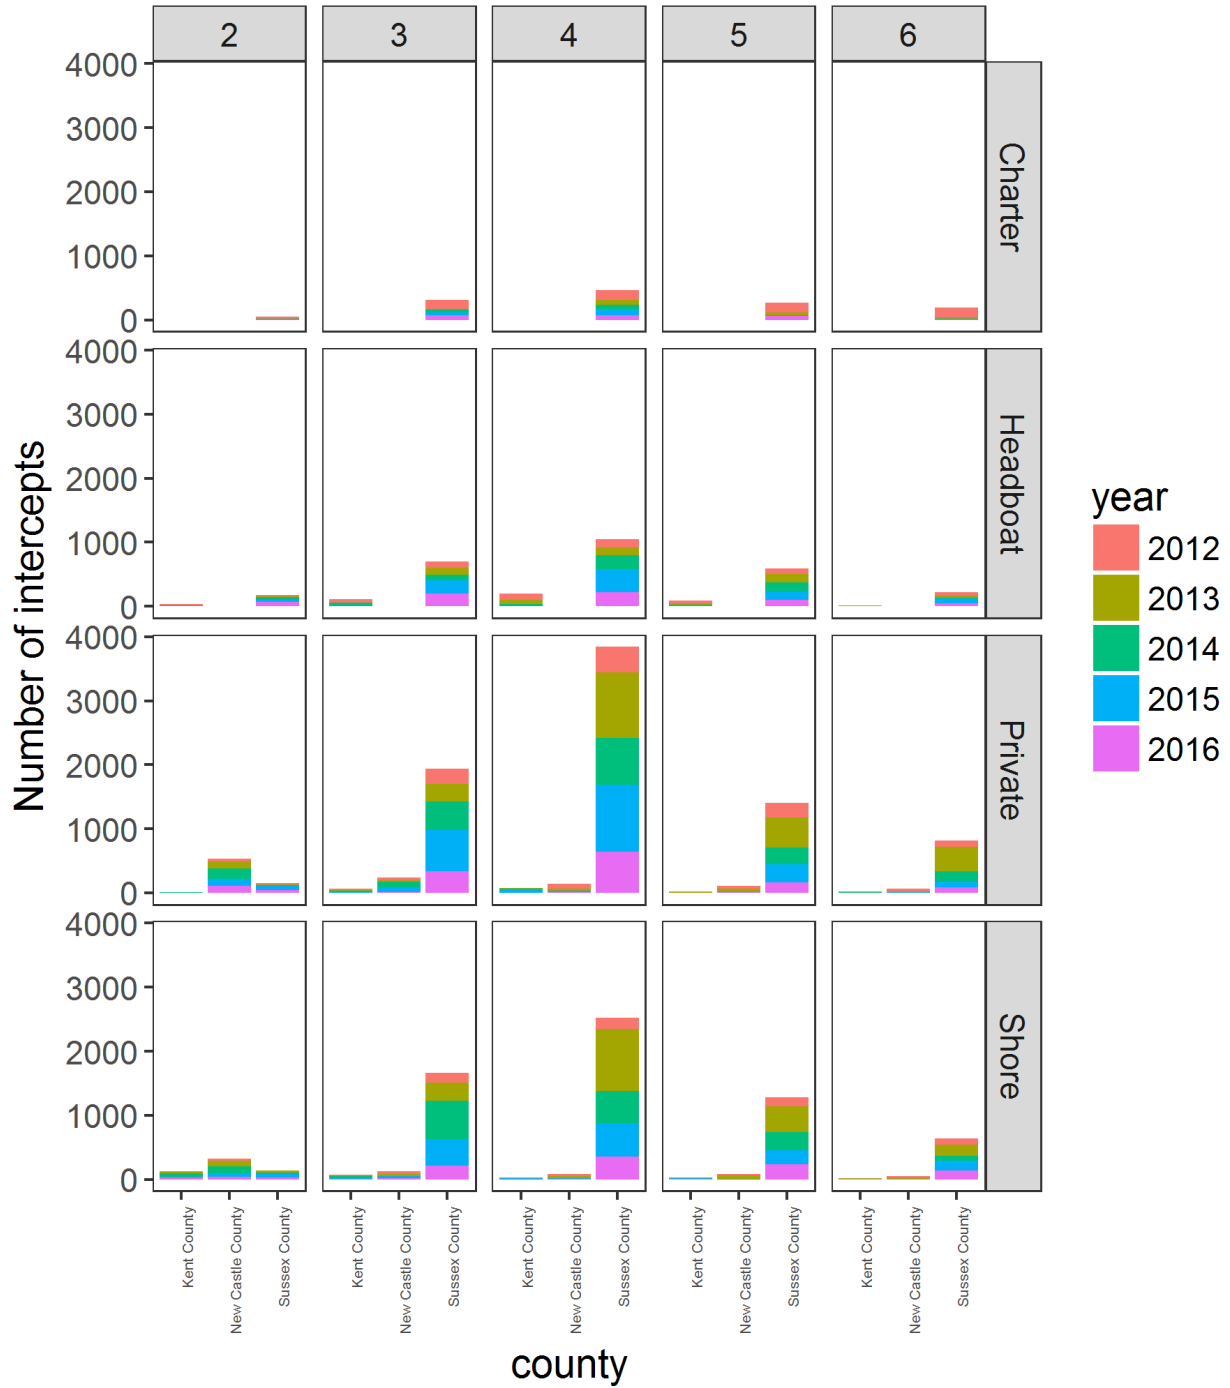 2 3 4 5 6
4000
3000
2000
1000
0
Charter
4000
3000
2000
1000
0
Headboat
4000
3000
2000
1000
0
Private
4000
3000
2000
1000
0
Shore
Number of intercepts
Kent County
New Castle County
Sussex County
Kent County
New Castle County
Sussex County
Kent County
New Castle County
Sussex County
Kent County
New Castle County
Sussex County
Kent County
New Castle County
Sussex County
county
year
2012
2013
2014
2015
2016